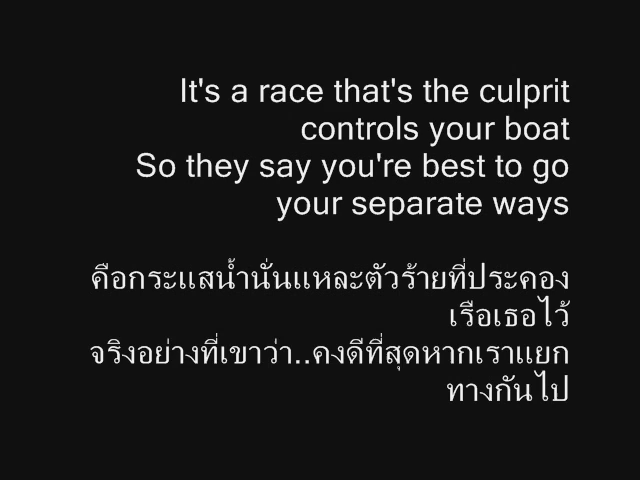 It's a race that's the culprit
controls your boat
So they say you're best to go
your separate ways
คือกระแสน้ำนั่นแหละตัวร้ายที่ประคอง
เรือเธอไว้
จริงอย่างที่เขาว่า..คงดีที่สุดหากเราแยก
ทางกันไป